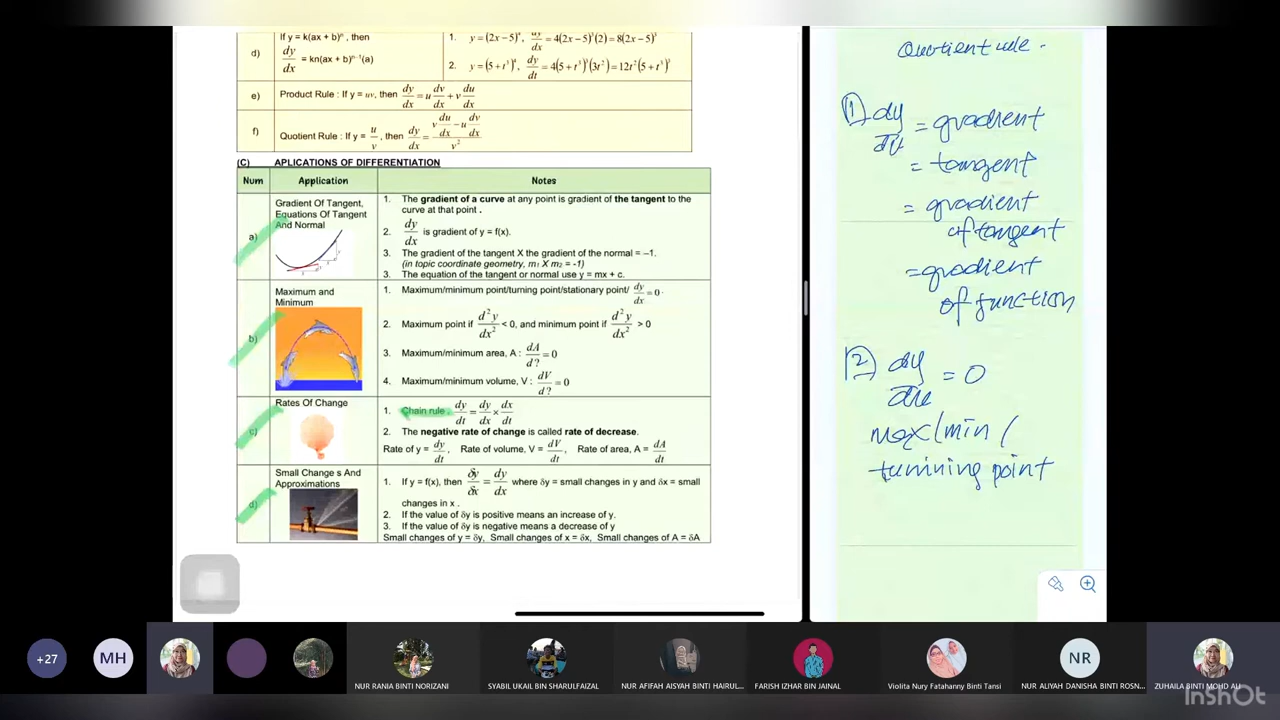 If y = k(ax + b)ⁿ, then
d)
dy/dx = kn(ax + b)ⁿ⁻¹(a)
1. y = (2x − 5)⁴, dy/dx = 4(2x − 5)³(2) = 8(2x − 5)³
2. y = (5 + t³)⁴, dy/dt = 4(5 + t³)³(3t²) = 12t²(5 + t³)³
e) Product Rule : If y = uv, then dy/dx = u dv/dx + v du/dx
f) Quotient Rule : If y = u/v, then dy/dx = (v du/dx − u dv/dx)/v²
(C) APLICATIONS OF DIFFERENTIATION
Num Application Notes
a)
Gradient Of Tangent,
Equations Of Tangent
And Normal
1. The gradient of a curve at any point is gradient of the tangent to the
curve at that point .
2. dy/dx is gradient of y = f(x).
3. The gradient of the tangent X the gradient of the normal = −1.
(in topic coordinate geometry, m₁ X m₂ = -1)
3. The equation of the tangent or normal use y = mx + c.
b)
Maximum and
Minimum
1. Maximum/minimum point/turning point/stationary point/ dy/dx = 0 .
2. Maximum point if d²y/dx² < 0, and minimum point if d²y/dx² > 0
3. Maximum/minimum area, A : dA/d? = 0
4. Maximum/minimum volume, V : dV/d? = 0
c)
Rates Of Change
1. Chain rule : dy/dt = dy/dx × dx/dt
2. The negative rate of change is called rate of decrease.
Rate of y = dy/dt, Rate of volume, V = dV/dt, Rate of area, A = dA/dt
d)
Small Change s And
Approximations
1. If y = f(x), then δy/δx = dy/dx where δy = small changes in y and δx = small
changes in x .
2. If the value of δy is positive means an increase of y.
3. If the value of δy is negative means a decrease of y
Small changes of y = δy, Small changes of x = δx, Small changes of A = δA
Quotient rule -
1 dy/dx = gradient
= tangent
= gradient
of tangent
= gradient
of function
2 dy/dx = 0
max/min /
turning point
+27
MH
NUR RANIA BINTI NORIZANI
SYABIL UKAIL BIN SHARULFAIZAL
NUR AFIFAH AISYAH BINTI HAIRUL...
FARISH IZHAR BIN JAINAL
Violita Nury Fatahanny Binti Tansi
NR
NUR ALIYAH DANISHA BINTI ROSN...
ZUHAILA BINTI MOHD ALI
InShOt